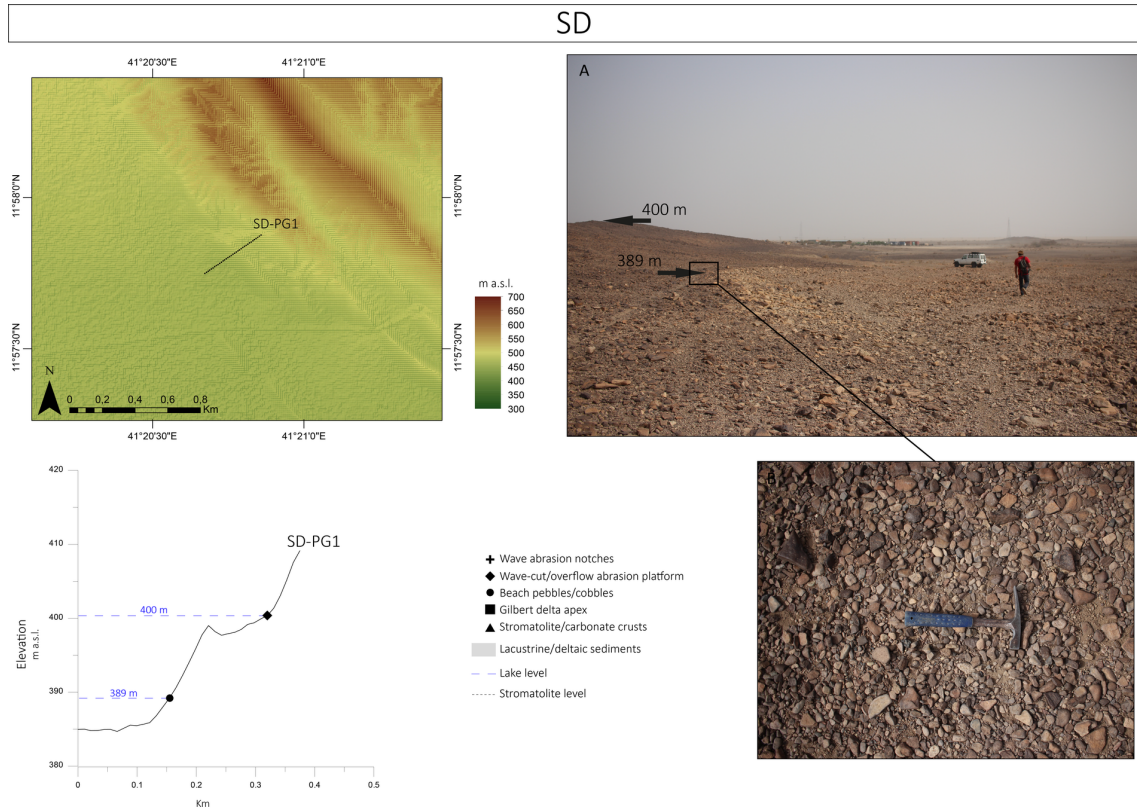 SD
41°20'30"E 41°21'0"E
11°58'0"N
11°58'0"N
SD-PG1
11°57'30"N
11°57'30"N
m a.s.l.
700
650
600
550
500
450
400
350
300
N
0 0,2 0,4 0,6 0,8
Km
41°20'30"E 41°21'0"E
A
400 m
389 m
B
420
410
400
390
380
Elevation
m a.s.l.
SD-PG1
400 m
389 m
0 0.1 0.2 0.3 0.4 0.5
Km
Wave abrasion notches
Wave-cut/overflow abrasion platform
Beach pebbles/cobbles
Gilbert delta apex
Stromatolite/carbonate crusts
Lacustrine/deltaic sediments
Lake level
Stromatolite level